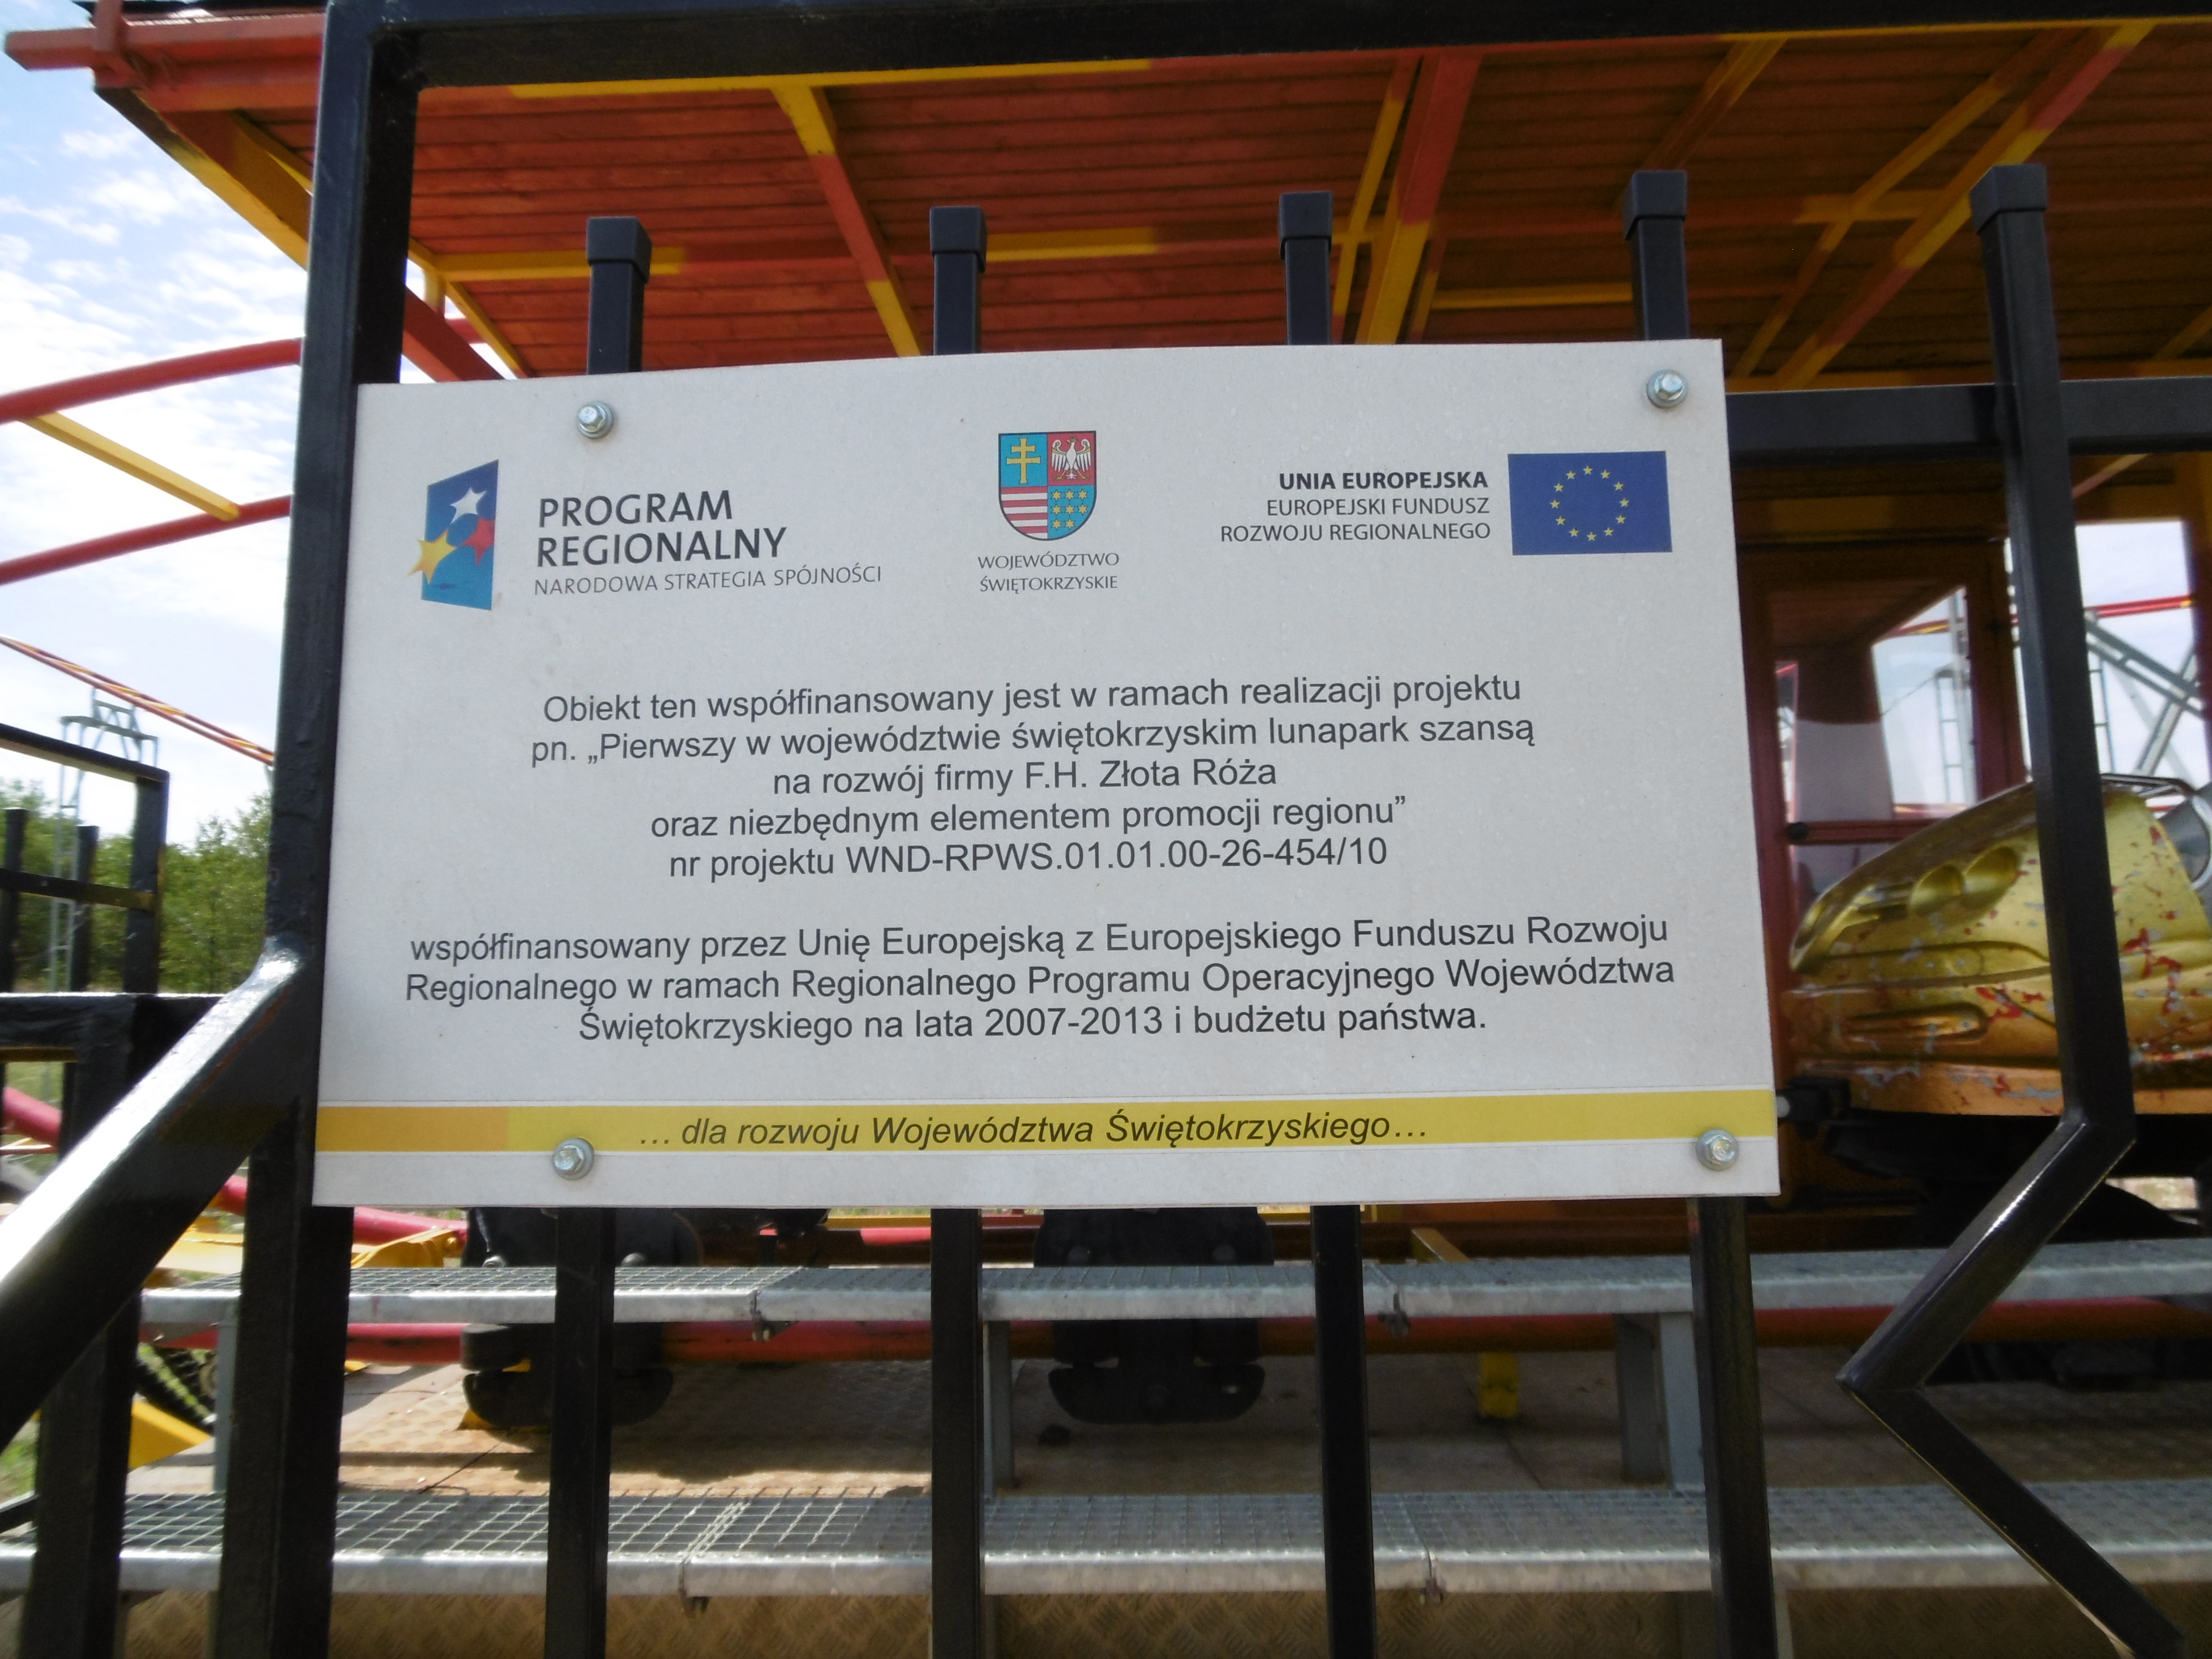 PROGRAM
REGIONALNY
NARODOWA STRATEGIA SPÓJNOŚCI
WOJEWÓDZTWO
ŚWIĘTOKRZYSKIE
UNIA EUROPEJSKA
EUROPEJSKI FUNDUSZ
ROZWOJU REGIONALNEGO
Obiekt ten współfinansowany jest w ramach realizacji projektu
pn. „Pierwszy w województwie świętokrzyskim lunapark szansą
na rozwój firmy F.H. Złota Róża
oraz niezbędnym elementem promocji regionu”
nr projektu WND-RPWS.01.01.00-26-454/10
współfinansowany przez Unię Europejską z Europejskiego Funduszu Rozwoju
Regionalnego w ramach Regionalnego Programu Operacyjnego Województwa
Świętokrzyskiego na lata 2007-2013 i budżetu państwa.
... dla rozwoju Województwa Świętokrzyskiego...